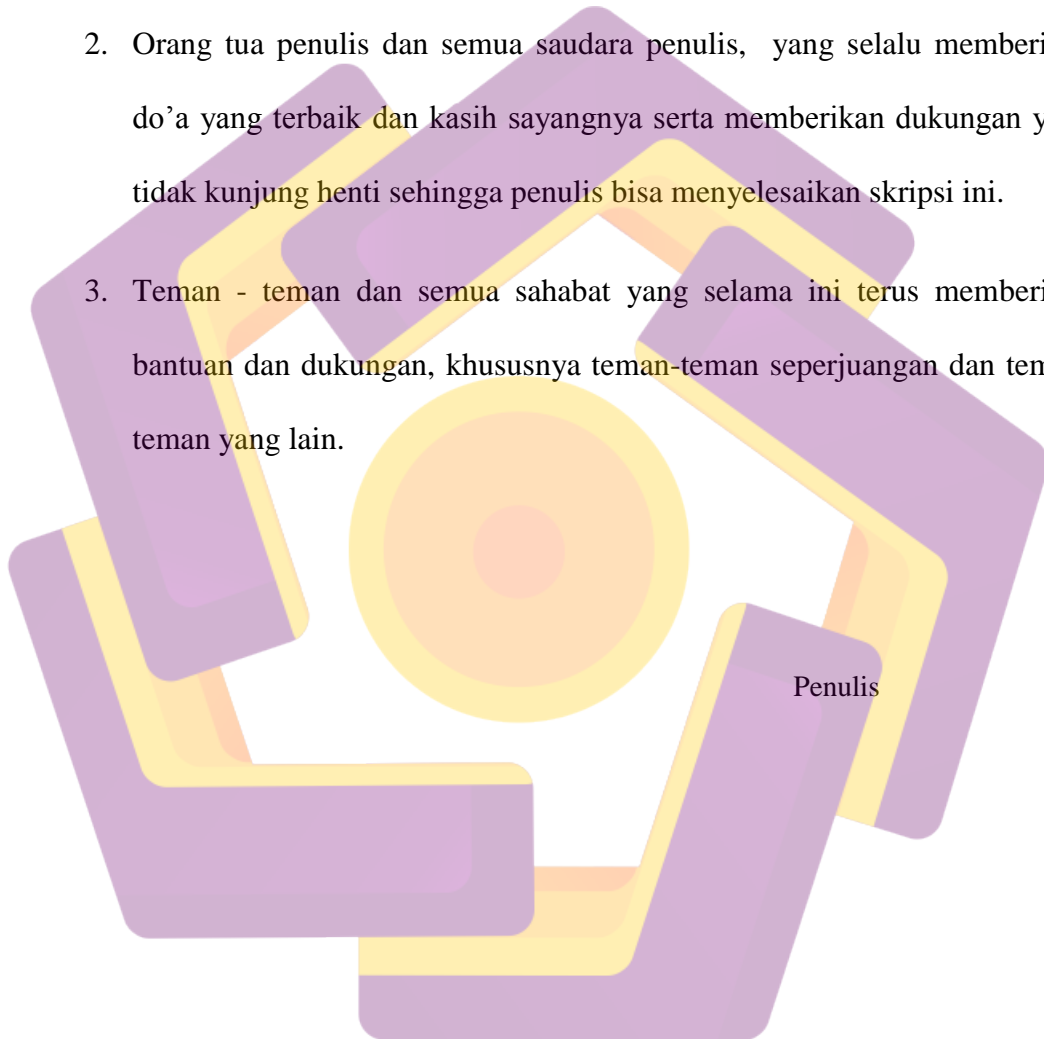 2. Orang tua penulis dan semua saudara penulis, yang selalu memberi
do’a yang terbaik dan kasih sayangnya serta memberikan dukungan y
tidak kunjung henti sehingga penulis bisa menyelesaikan skripsi ini.
3. Teman - teman dan semua sahabat yang selama ini terus memberi
bantuan dan dukungan, khususnya teman-teman seperjuangan dan tem
teman yang lain.
Penulis